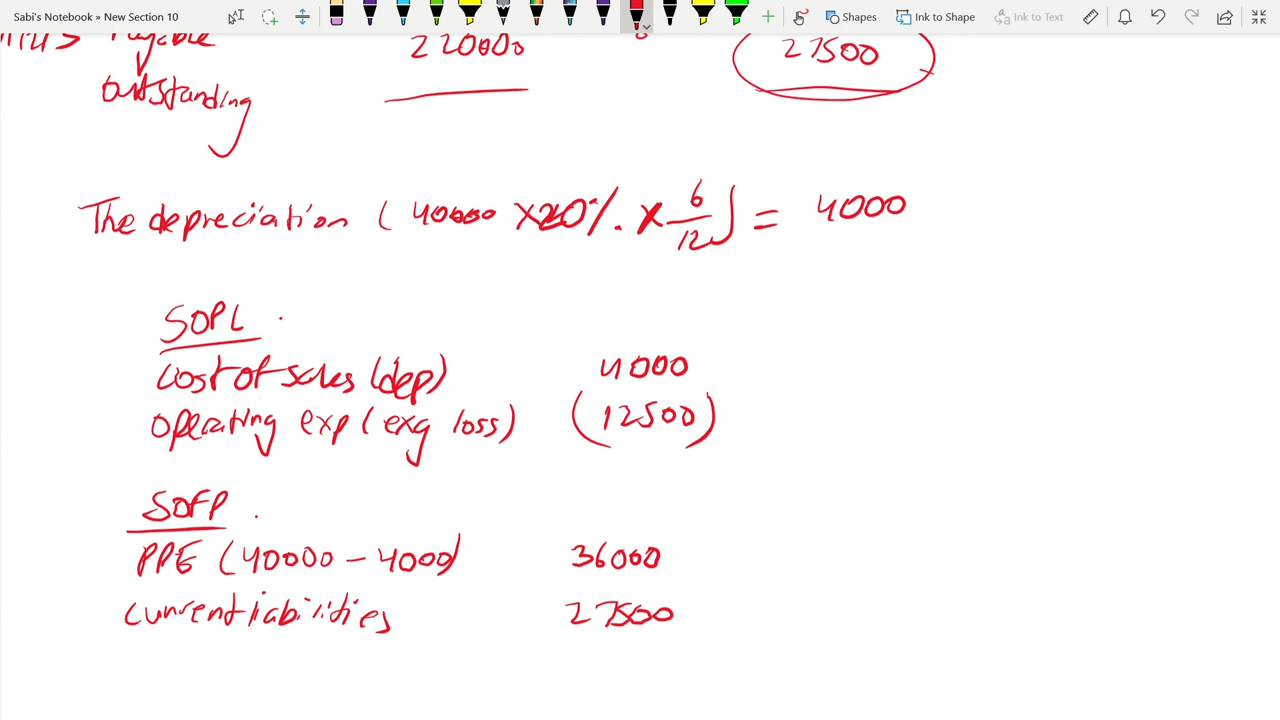 Sabi's Notebook » New Section 10
Shapes
Ink to Shape
Ink to Text
Payable 220000 27500
outstanding
The depreciation (40000 x 20% x 6/12) = 4000
SOPL
cost of sales (dep) 4000
operating exp (exg loss) (12500)
SOFP
PPE (40000 - 4000) 36000
current liabilities 27500